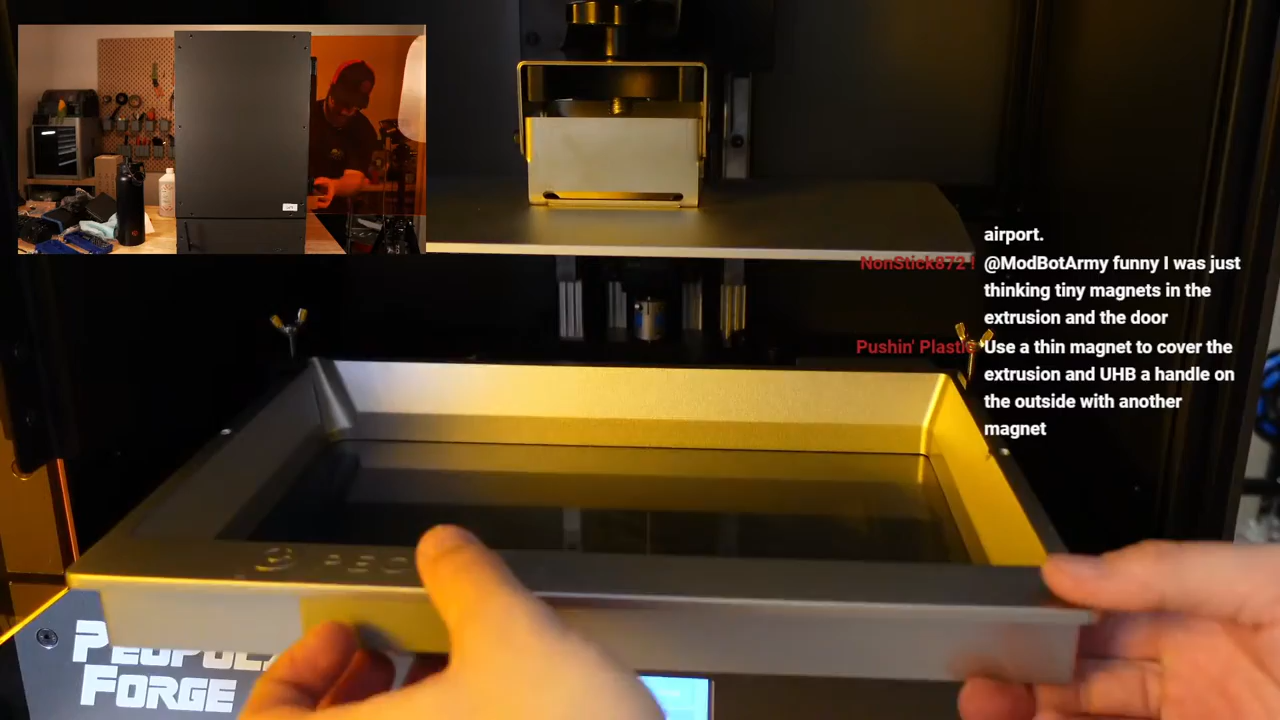 airport.
NonStick872 ! @ModBotArmy funny I was just
thinking tiny magnets in the
extrusion and the door
Pushin' Plastic Use a thin magnet to cover the
extrusion and UHB a handle on
the outside with another
magnet
FORGE